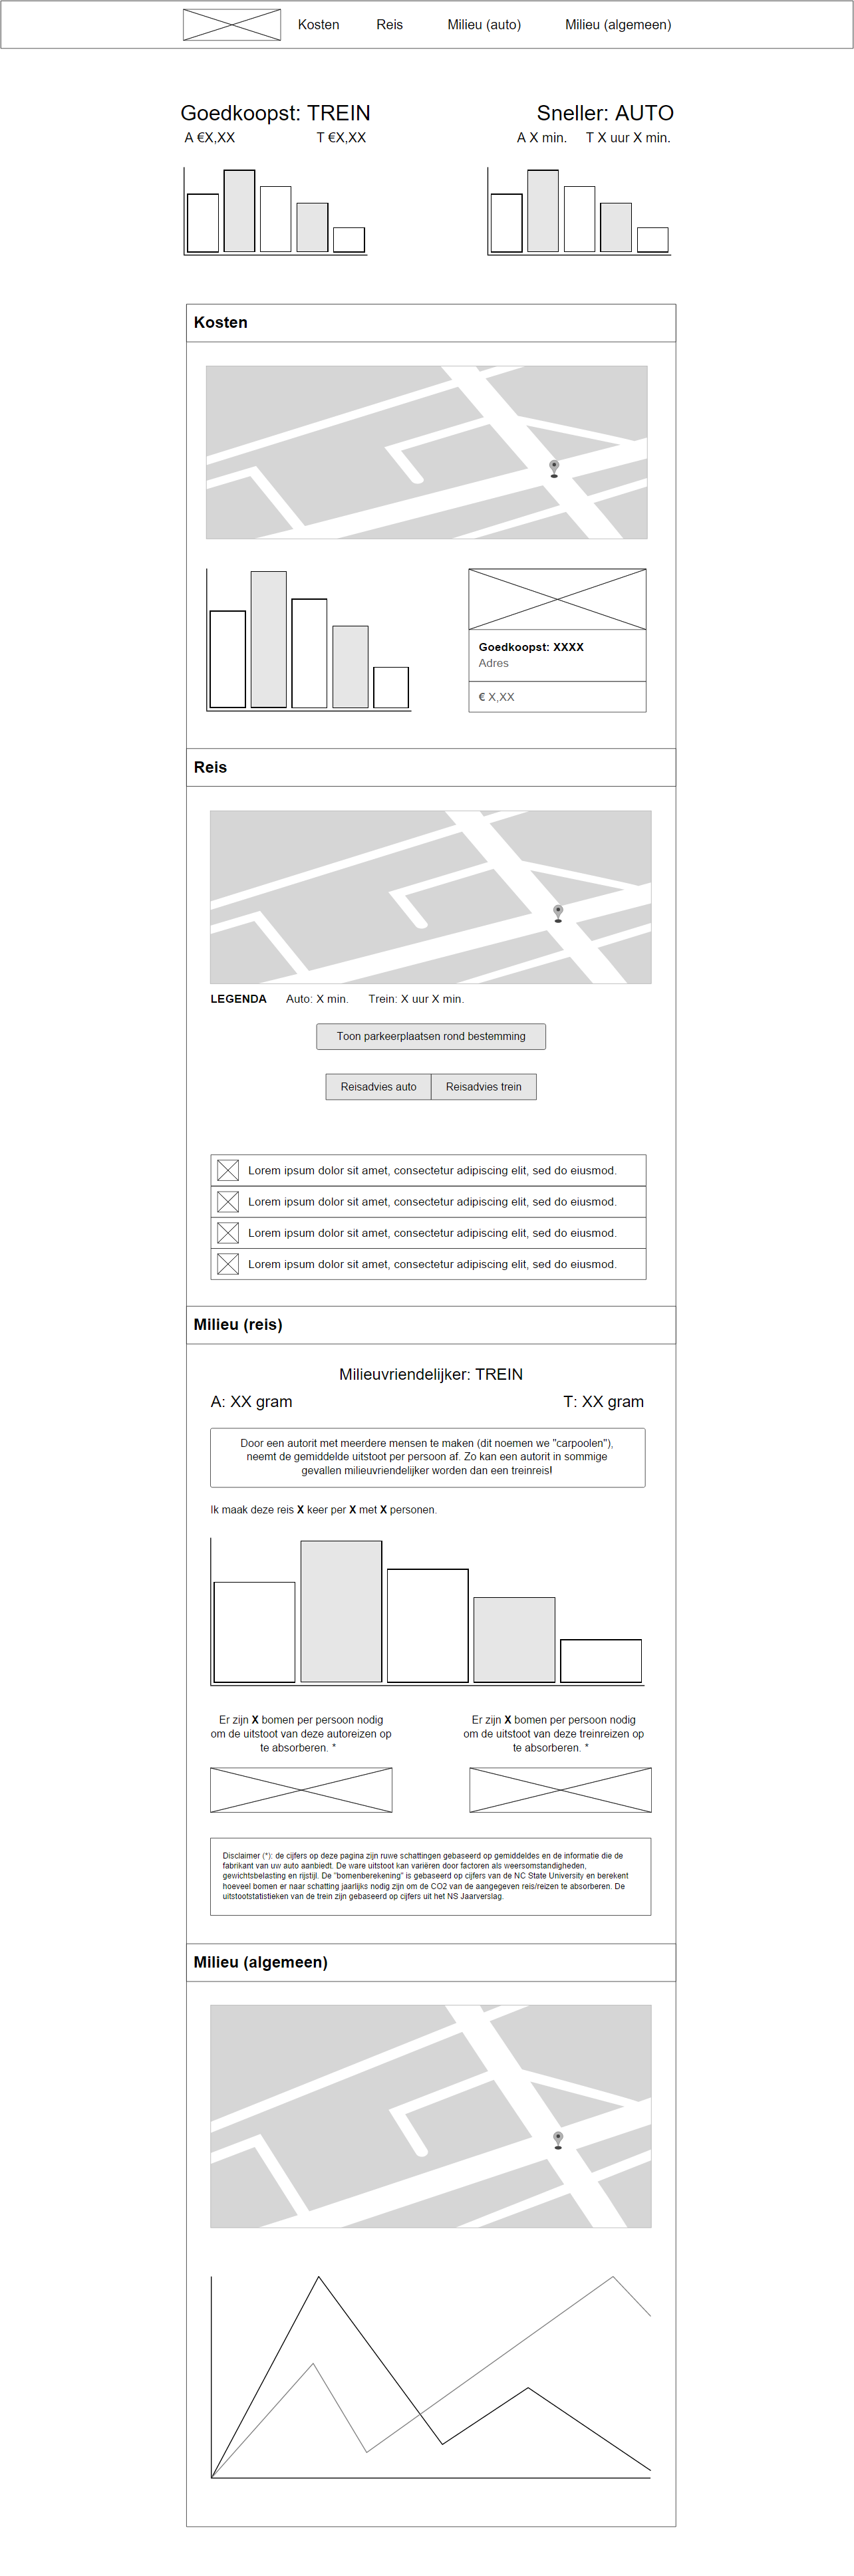 Kosten Reis Milieu (auto) Milieu (algemeen)
Goedkoopst: TREIN
A €X,XX T €X,XX
Sneller: AUTO
A X min. T X uur X min.
Kosten
Goedkoopst: XXXX
Adres
€ X,XX
Reis
LEGENDA Auto: X min. Trein: X uur X min.
Toon parkeerplaatsen rond bestemming
Reisadvies auto Reisadvies trein
Lorem ipsum dolor sit amet, consectetur adipiscing elit, sed do eiusmod.
Lorem ipsum dolor sit amet, consectetur adipiscing elit, sed do eiusmod.
Lorem ipsum dolor sit amet, consectetur adipiscing elit, sed do eiusmod.
Lorem ipsum dolor sit amet, consectetur adipiscing elit, sed do eiusmod.
Milieu (reis)
Milieuvriendelijker: TREIN
A: XX gram T: XX gram
Door een autorit met meerdere mensen te maken (dit noemen we "carpoolen"),
neemt de gemiddelde uitstoot per persoon af. Zo kan een autorit in sommige
gevallen milieuvriendelijker worden dan een treinreis!
Ik maak deze reis X keer per X met X personen.
Er zijn X bomen per persoon nodig
om de uitstoot van deze autoreizen op
te absorberen. *
Er zijn X bomen per persoon nodig
om de uitstoot van deze treinreizen op
te absorberen. *
Disclaimer (*): de cijfers op deze pagina zijn ruwe schattingen gebaseerd op gemiddeldes en de informatie die de
fabrikant van uw auto aanbiedt. De ware uitstoot kan variëren door factoren als weersomstandigheden,
gewichtsbelasting en rijstijl. De "bomenberekening" is gebaseerd op cijfers van de NC State University en berekent
hoeveel bomen er naar schatting jaarlijks nodig zijn om de CO2 van de aangegeven reis/reizen te absorberen. De
uitstootstatistieken van de trein zijn gebaseerd op cijfers uit het NS Jaarverslag.
Milieu (algemeen)